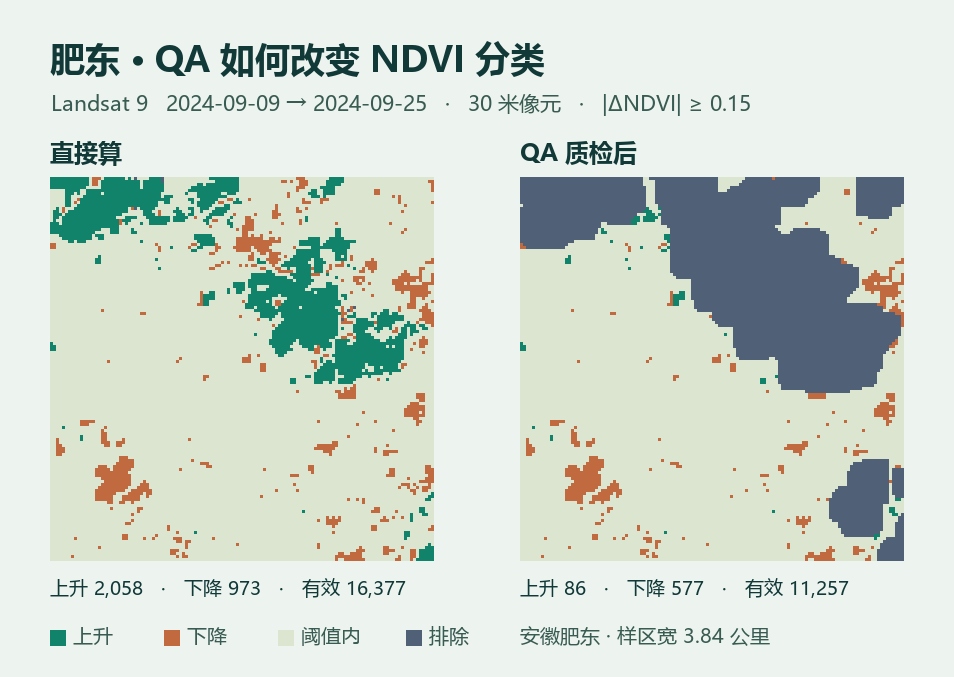 肥东 · QA 如何改变 NDVI 分类
Landsat 9 2024-09-09 → 2024-09-25 · 30 米像元 · |ΔNDVI| ≥ 0.15
直接算
QA 质检后
上升 2,058 · 下降 973 · 有效 16,377
上升 86 · 下降 577 · 有效 11,257
上升 下降 阈值内 排除
安徽肥东 · 样区宽 3.84 公里